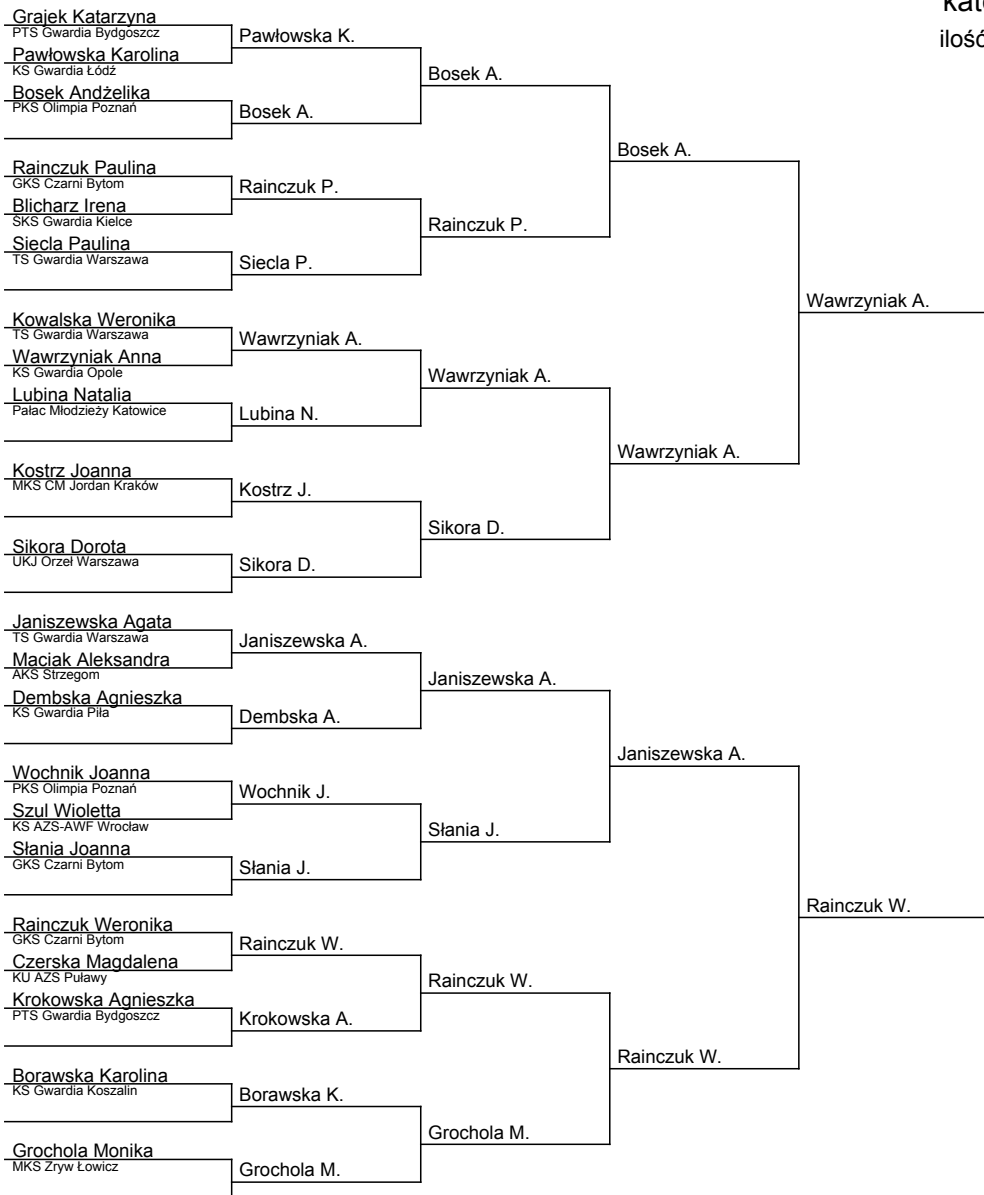 Grajek Katarzyna
PTS Gwardia Bydgoszcz
Pawłowska Karolina
KS Gwardia Łódź
Bosek Andżelika
PKS Olimpia Poznań
Rainczuk Paulina
GKS Czarni Bytom
Blicharz Irena
ŚKS Gwardia Kielce
Siecla Paulina
TS Gwardia Warszawa
Kowalska Weronika
TS Gwardia Warszawa
Wawrzyniak Anna
KS Gwardia Opole
Lubina Natalia
Pałac Młodzieży Katowice
Kostrz Joanna
MKS CM Jordan Kraków
Sikora Dorota
UKJ Orzeł Warszawa
Janiszewska Agata
TS Gwardia Warszawa
Maciak Aleksandra
AKS Strzegom
Dembska Agnieszka
KS Gwardia Piła
Wochnik Joanna
PKS Olimpia Poznań
Szul Wioletta
KS AZS-AWF Wrocław
Słania Joanna
GKS Czarni Bytom
Rainczuk Weronika
GKS Czarni Bytom
Czerska Magdalena
KU AZS Puławy
Krokowska Agnieszka
PTS Gwardia Bydgoszcz
Borawska Karolina
KS Gwardia Koszalin
Grochola Monika
MKS Zryw Łowicz
Pawłowska K.
Bosek A.
Rainczuk P.
Siecla P.
Wawrzyniak A.
Lubina N.
Kostrz J.
Sikora D.
Janiszewska A.
Dembska A.
Wochnik J.
Słania J.
Rainczuk W.
Krokowska A.
Borawska K.
Grochola M.
Bosek A.
Rainczuk P.
Wawrzyniak A.
Sikora D.
Janiszewska A.
Słania J.
Rainczuk W.
Grochola M.
Bosek A.
Wawrzyniak A.
Janiszewska A.
Rainczuk W.
Wawrzyniak A.
Rainczuk W.